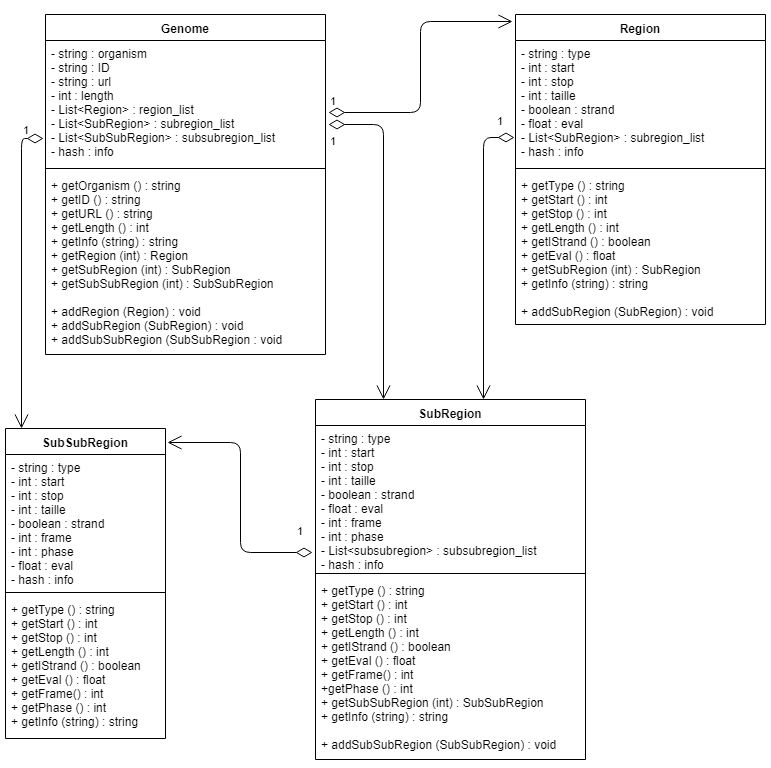 Genome
- string : organism
- string : ID
- string : url
- int : length
- List<Region> : region_list
- List<SubRegion> : subregion_list
- List<SubSubRegion> : subsubregion_list
- hash : info
+ getOrganism () : string
+ getID () : string
+ getURL () : string
+ getLength () : int
+ getInfo (string) : string
+ getRegion (int) : Region
+ getSubRegion (int) : SubRegion
+ getSubSubRegion (int) : SubSubRegion
+ addRegion (Region) : void
+ addSubRegion (SubRegion) : void
+ addSubSubRegion (SubSubRegion : void
1
1
1
Region
- string : type
- int : start
- int : stop
- int : taille
- boolean : strand
- float : eval
- List<SubRegion> : subregion_list
- hash : info
+ getType () : string
+ getStart () : int
+ getStop () : int
+ getLength () : int
+ getIStrand () : boolean
+ getEval () : float
+ getSubRegion (int) : SubRegion
+ getInfo (string) : string
+ addSubRegion (SubRegion) : void
1
SubSubRegion
- string : type
- int : start
- int : stop
- int : taille
- boolean : strand
- int : frame
- int : phase
- float : eval
- hash : info
+ getType () : string
+ getStart () : int
+ getStop () : int
+ getLength () : int
+ getIStrand () : boolean
+ getEval () : float
+ getFrame() : int
+ getPhase () : int
+ getInfo (string) : string
1
SubRegion
- string : type
- int : start
- int : stop
- int : taille
- boolean : strand
- float : eval
- int : frame
- int : phase
- List<subsubregion> : subsubregion_list
- hash : info
+ getType () : string
+ getStart () : int
+ getStop () : int
+ getLength () : int
+ getIStrand () : boolean
+ getEval () : float
+ getFrame() : int
+getPhase () : int
+ getSubSubRegion (int) : SubSubRegion
+ getInfo (string) : string
+ addSubSubRegion (SubSubRegion) : void